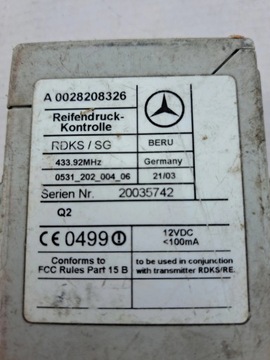 A 0028208326
Reifendruck-
Kontrolle
RDKS / SG
BERU
433.92MHz
Germany
0531_202_004_06
21/03
Serien Nr.
20035742
Q2
CE 0499
12VDC
<100mA
Conforms to
FCC Rules Part 15 B
to be used in conjunction
with transmitter RDKS/RE.